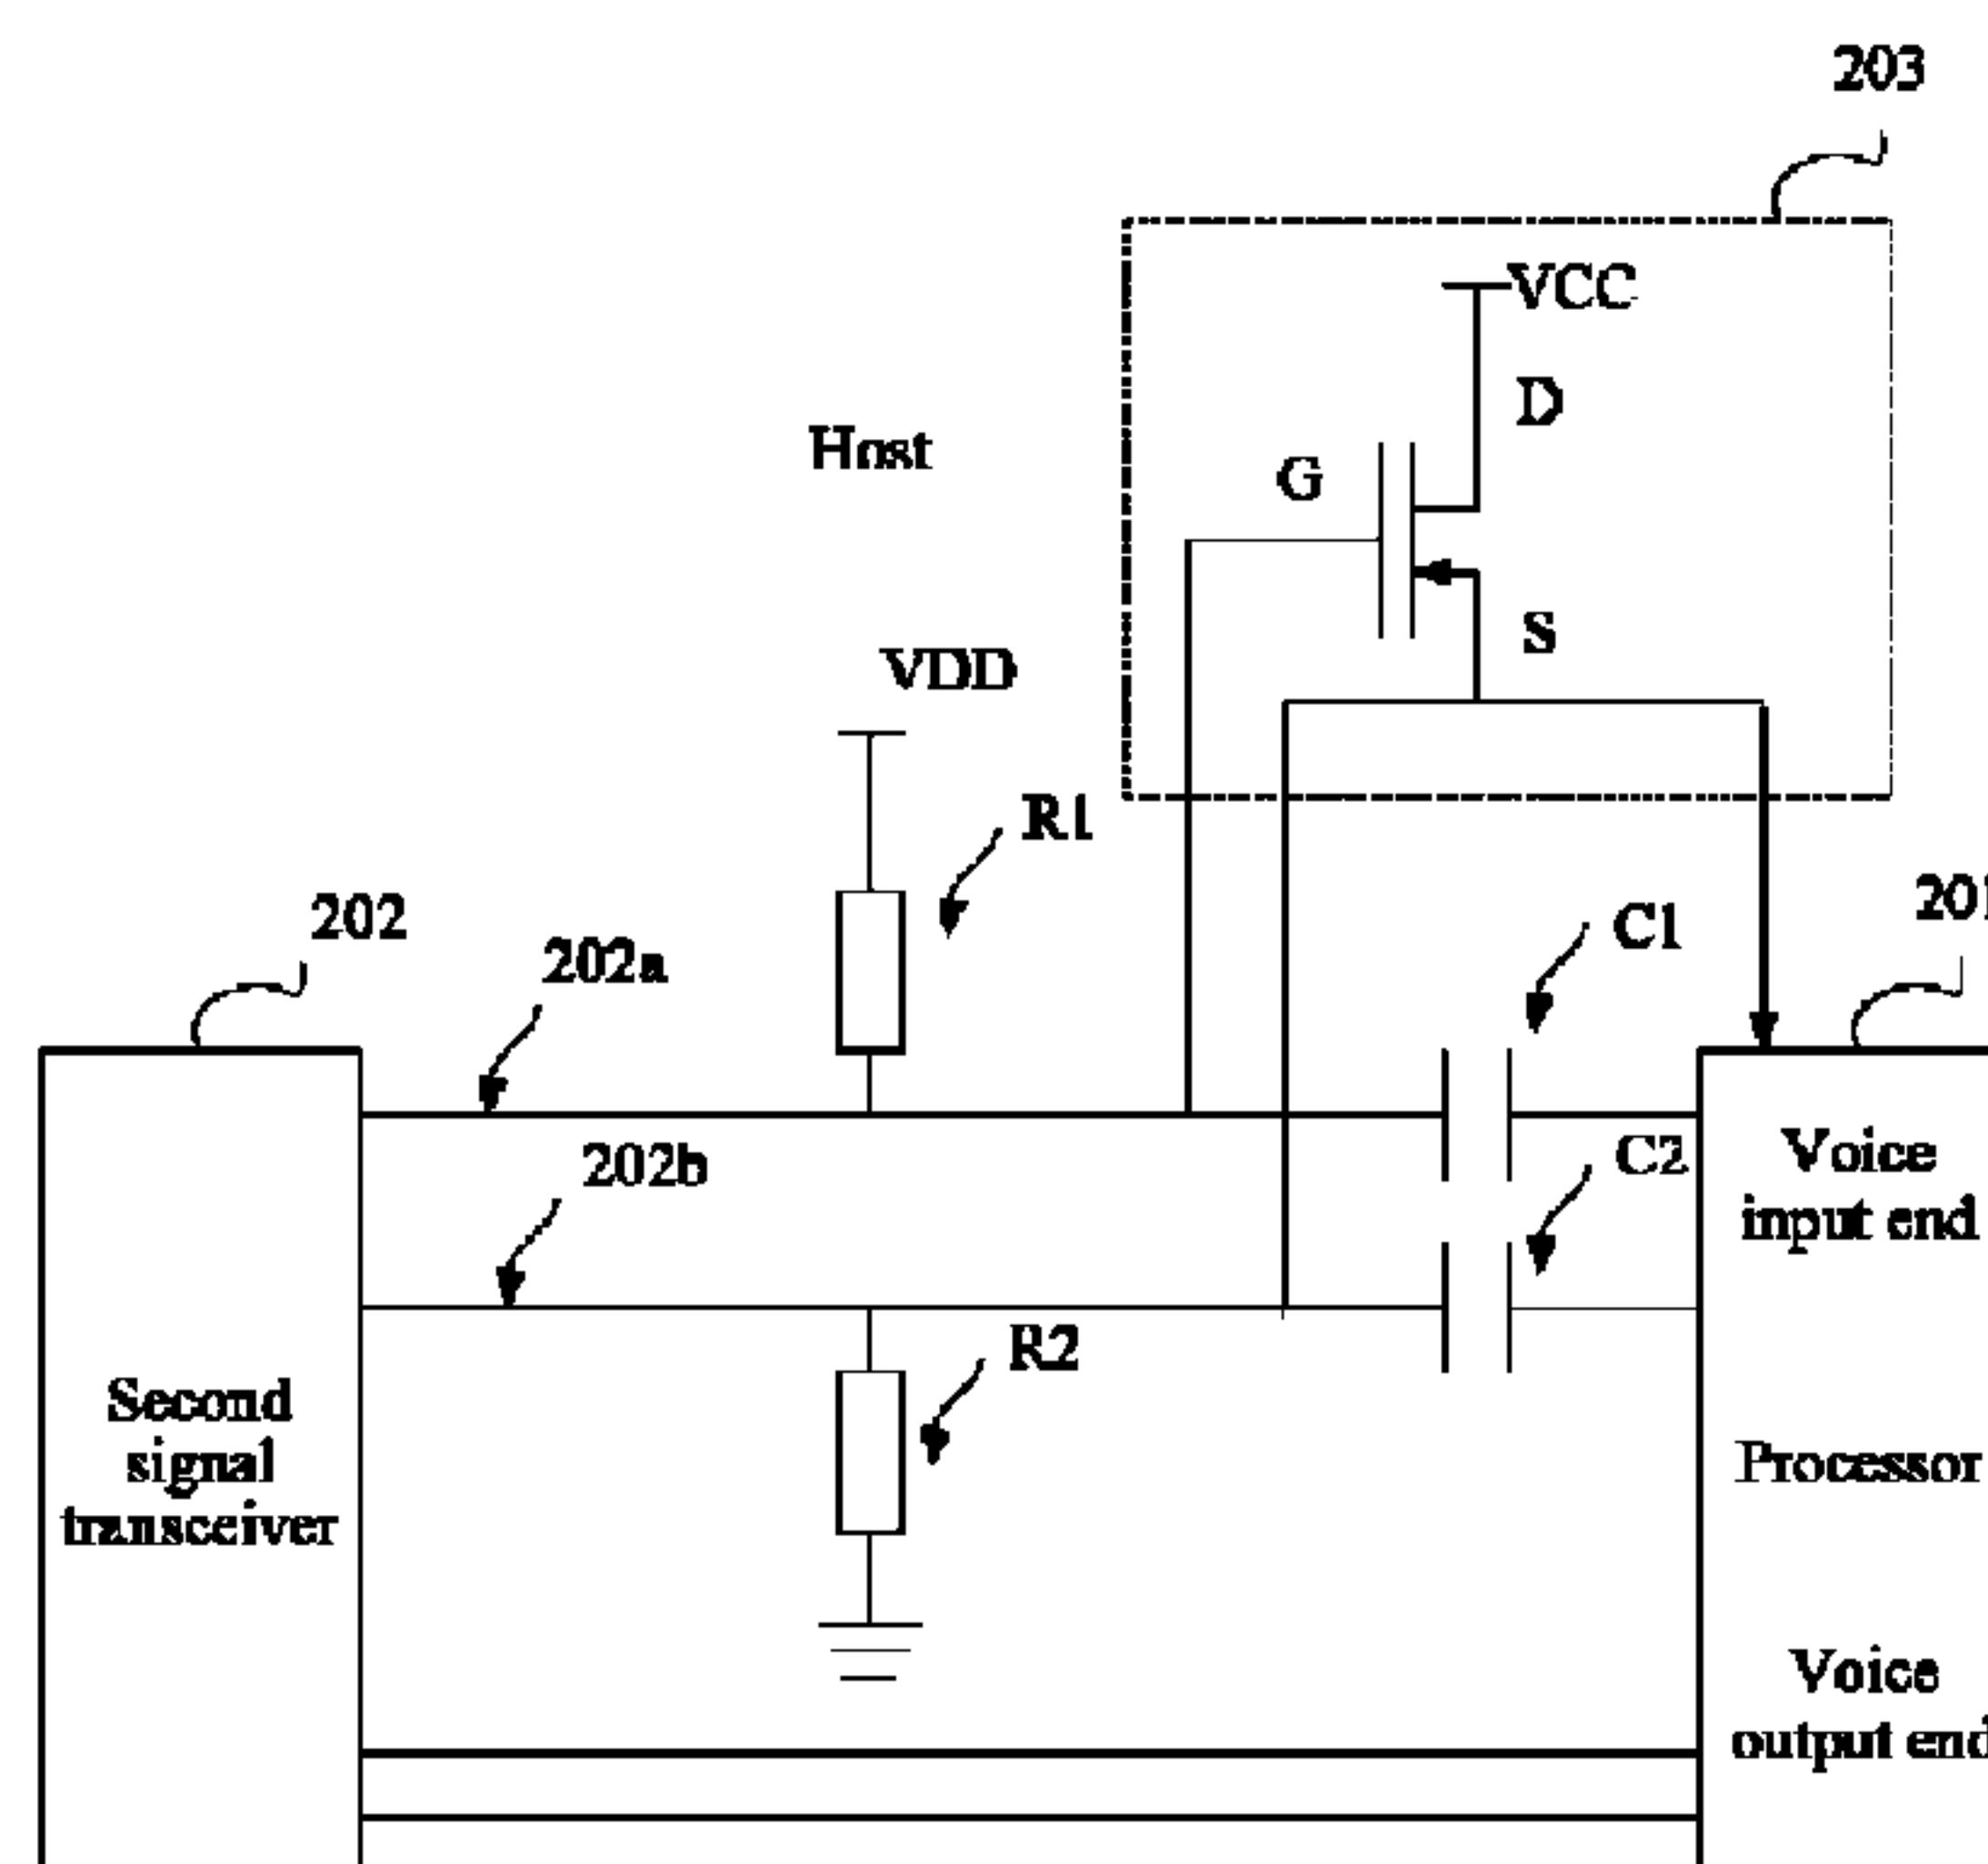 203
VCC
D
Host
G
S
VDD
R1
202
202a
C1
201
202b
C2
Voice
input end
R2
Second
signal
transceiver
Processor
Voice
output end